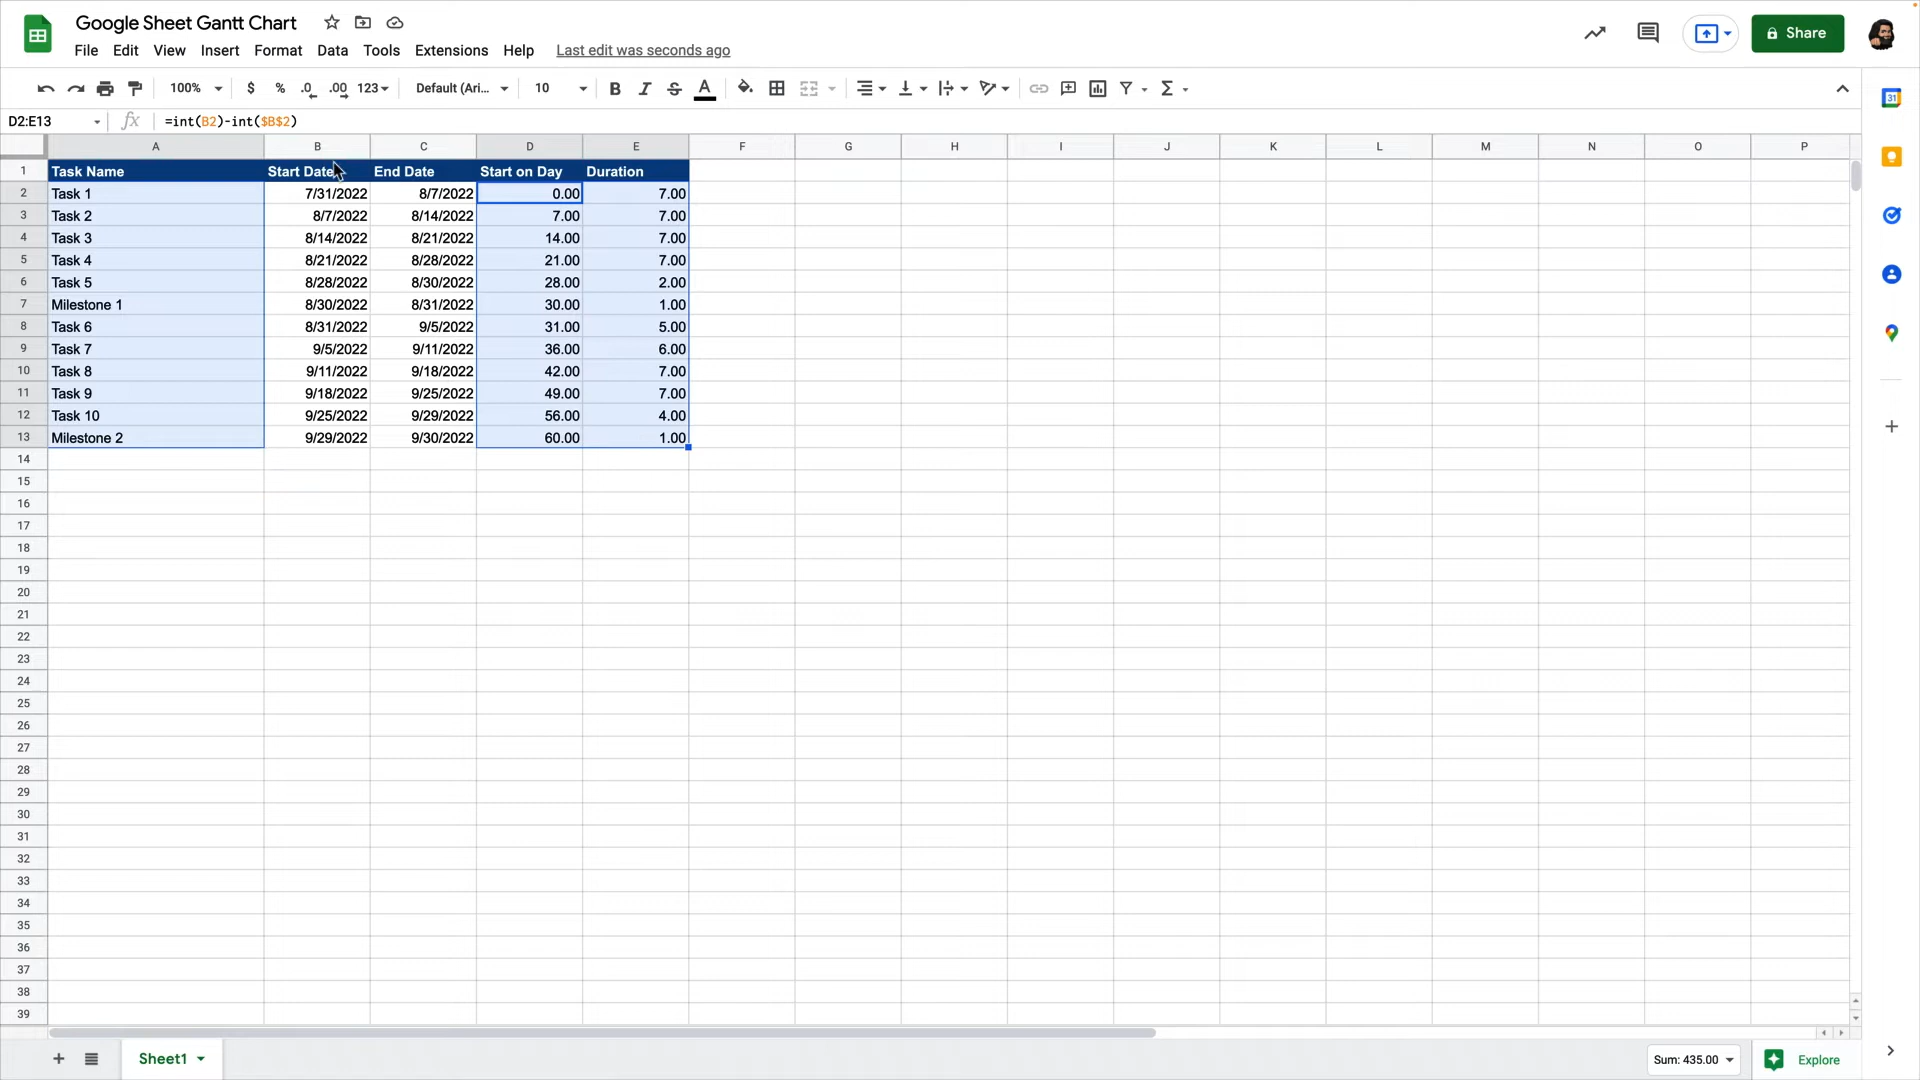 Google Sheet Gantt Chart
File Edit View Insert Format Data Tools Extensions Help Last edit was seconds ago
Share
100% $ % .0 .00 123 Default (Ari... 10 B I S A Σ
D2:E13 fx =int(B2)-int($B$2)
A B C D E F G H I J K L M N O P
1 Task Name Start Date End Date Start on Day Duration
2 Task 1 7/31/2022 8/7/2022 0.00 7.00
3 Task 2 8/7/2022 8/14/2022 7.00 7.00
4 Task 3 8/14/2022 8/21/2022 14.00 7.00
5 Task 4 8/21/2022 8/28/2022 21.00 7.00
6 Task 5 8/28/2022 8/30/2022 28.00 2.00
7 Milestone 1 8/30/2022 8/31/2022 30.00 1.00
8 Task 6 8/31/2022 9/5/2022 31.00 5.00
9 Task 7 9/5/2022 9/11/2022 36.00 6.00
10 Task 8 9/11/2022 9/18/2022 42.00 7.00
11 Task 9 9/18/2022 9/25/2022 49.00 7.00
12 Task 10 9/25/2022 9/29/2022 56.00 4.00
13 Milestone 2 9/29/2022 9/30/2022 60.00 1.00
14
15
16
17
18
19
20
21
22
23
24
25
26
27
28
29
30
31
32
33
34
35
36
37
38
39
Sheet1 Sum: 435.00 Explore
31